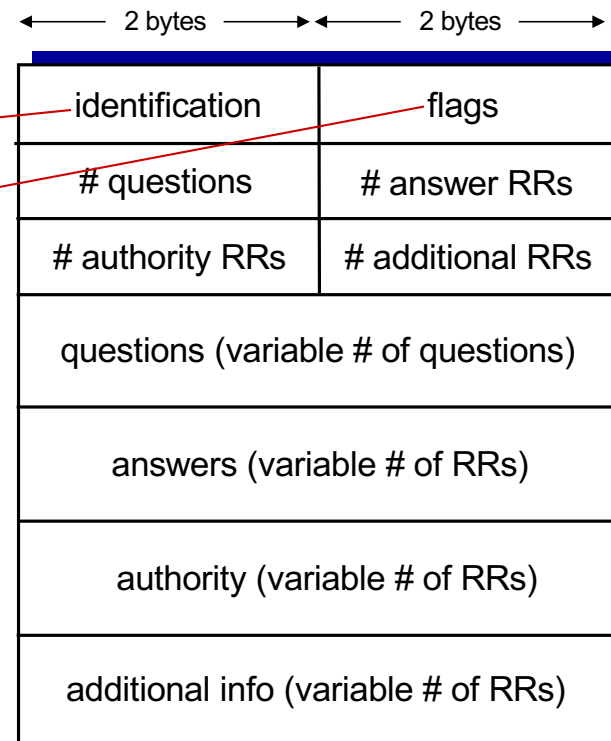 2 bytes 2 bytes
identification flags
# questions # answer RRs
# authority RRs # additional RRs
questions (variable # of questions)
answers (variable # of RRs)
authority (variable # of RRs)
additional info (variable # of RRs)